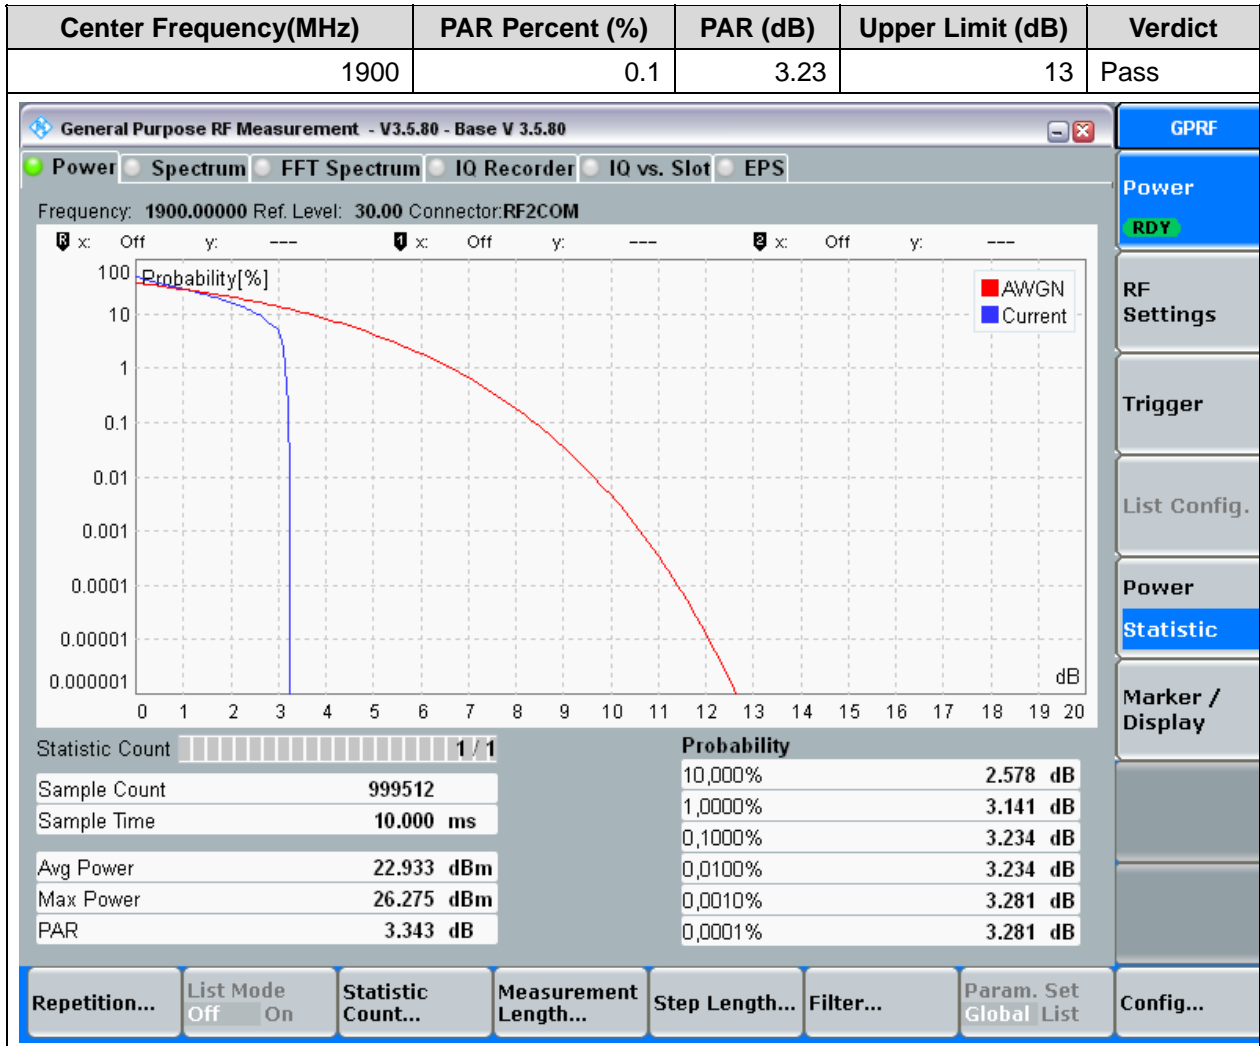 Center Frequency(MHz) PAR Percent (%) PAR (dB) Upper Limit (dB) Verdict
1900 0.1 3.23 13 Pass
General Purpose RF Measurement - V3.5.80 - Base V 3.5.80
GPRF
Power Spectrum FFT Spectrum IQ Recorder IQ vs. Slot EPS
Power
RDY
Frequency: 1900.00000 Ref. Level: 30.00 Connector:RF2COM
R x: Off y: --- 1 x: Off y: --- 2 x: Off y: ---
100 Probability[%]
AWGN
Current
10
1
0.1
0.01
0.001
0.0001
0.00001
0.000001
dB
0 1 2 3 4 5 6 7 8 9 10 11 12 13 14 15 16 17 18 19 20
RF
Settings
Trigger
List Config.
Power
Statistic
Marker /
Display
Statistic Count 1 / 1
Sample Count 999512
Sample Time 10.000 ms
Avg Power 22.933 dBm
Max Power 26.275 dBm
PAR 3.343 dB
Probability
10,000% 2.578 dB
1,0000% 3.141 dB
0,1000% 3.234 dB
0,0100% 3.234 dB
0,0010% 3.281 dB
0,0001% 3.281 dB
Repetition...
List Mode
Off On
Statistic
Count...
Measurement
Length...
Step Length...
Filter...
Param. Set
Global List
Config...